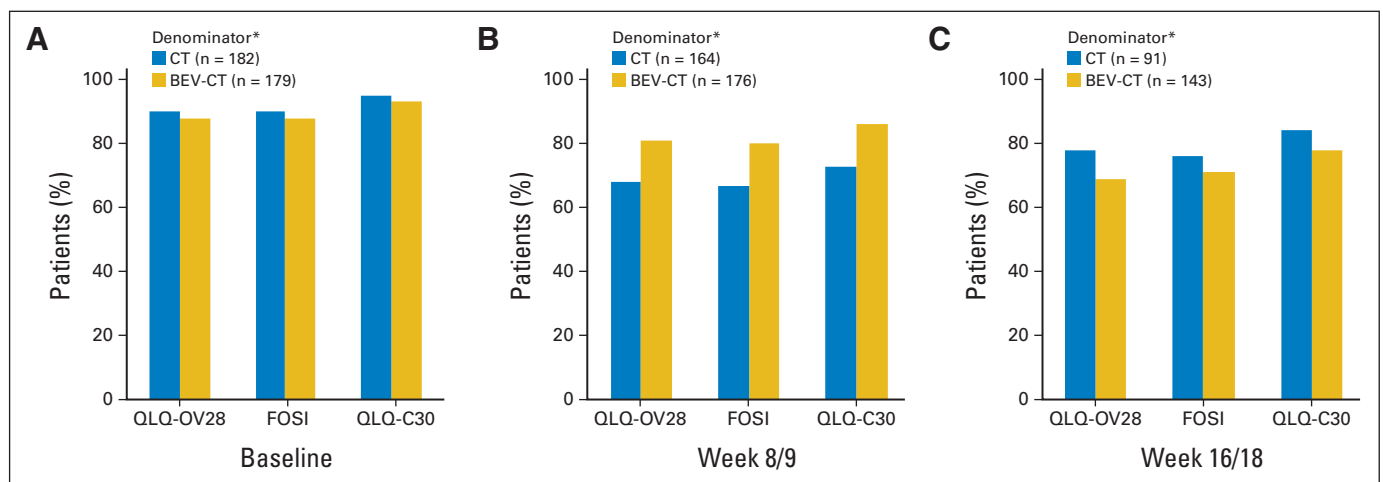 A
Denominator*
CT (n = 182)
BEV-CT (n = 179)
100
80
60
40
20
0
Patients (%)
QLQ-OV28 FOSI QLQ-C30
Baseline
B
Denominator*
CT (n = 164)
BEV-CT (n = 176)
100
80
60
40
20
0
Patients (%)
QLQ-OV28 FOSI QLQ-C30
Week 8/9
C
Denominator*
CT (n = 91)
BEV-CT (n = 143)
100
80
60
40
20
0
Patients (%)
QLQ-OV28 FOSI QLQ-C30
Week 16/18